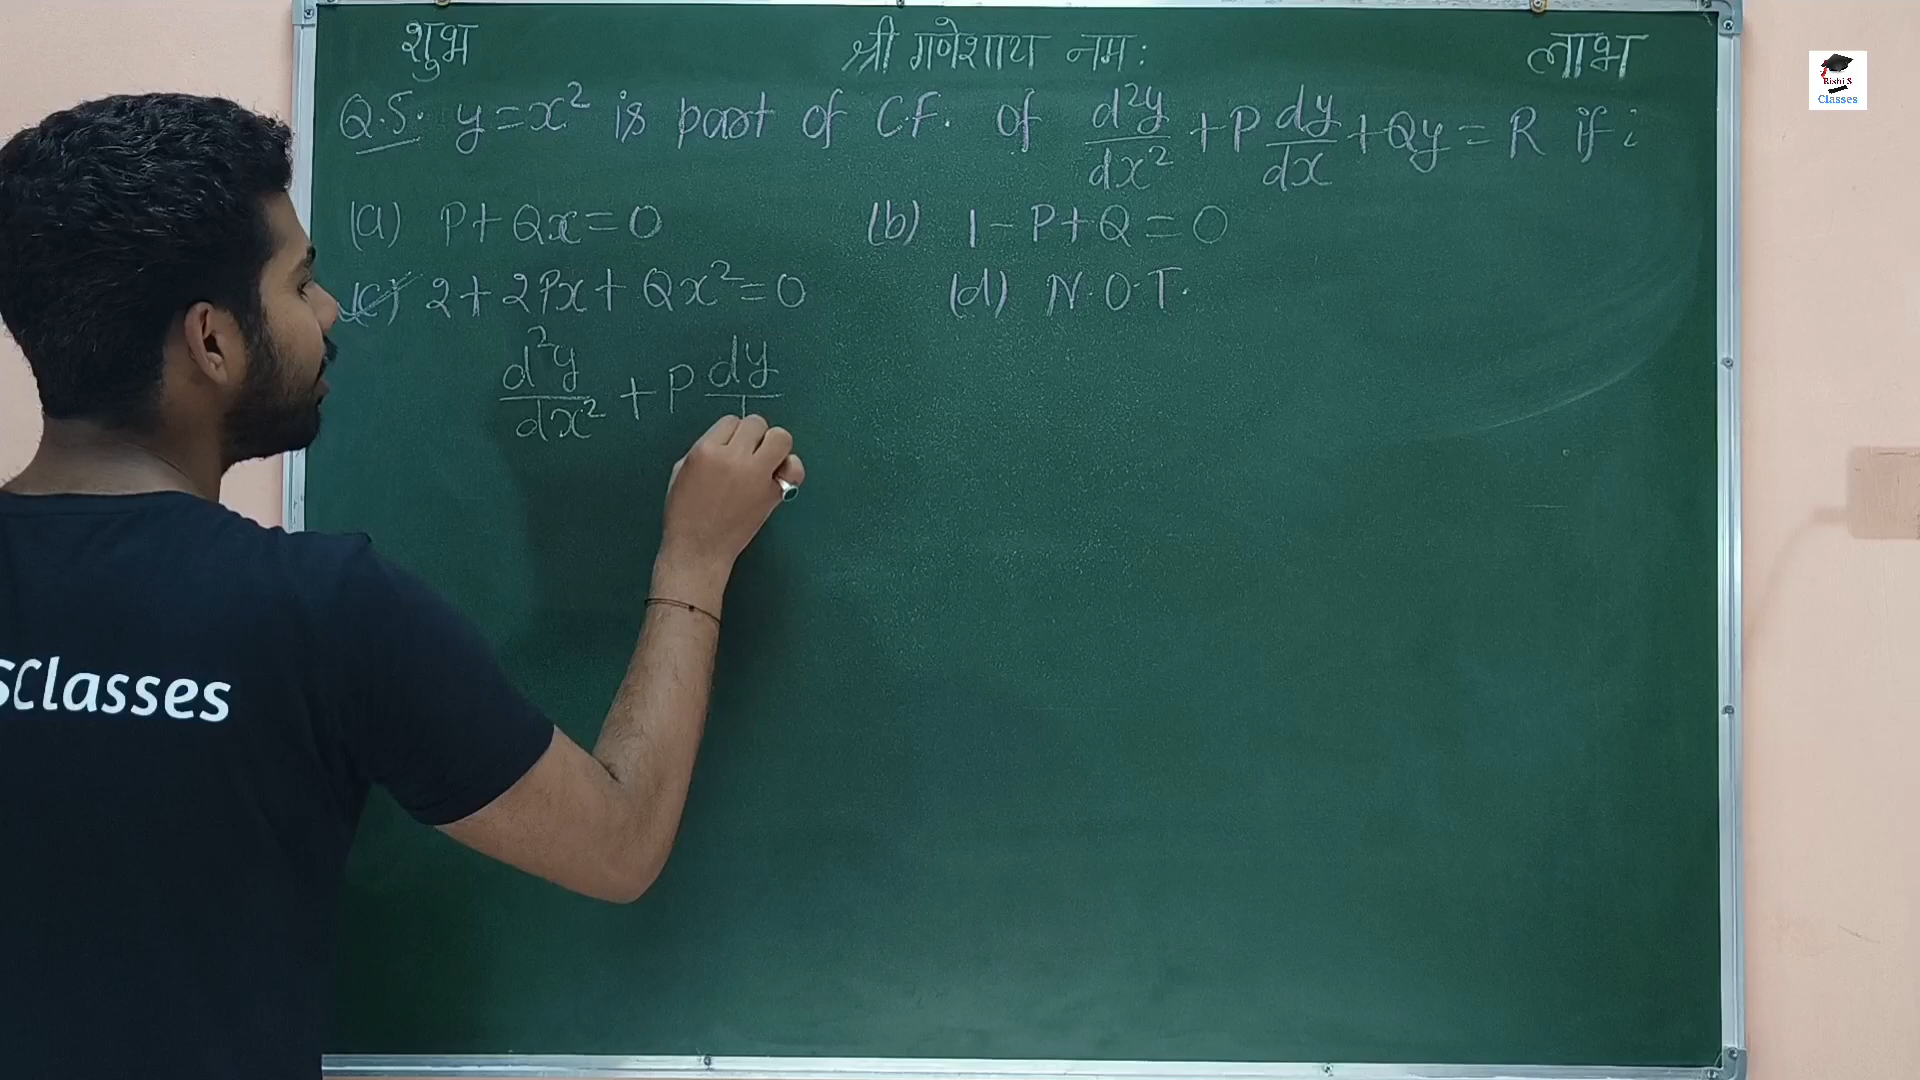 शुभ श्री गणेशाय नमः लाभ
Q.5. y=x² is part of C.F. of d²y/dx² + P dy/dx + Qy = R if :
(a) P+Qx=0 (b) 1-P+Q=0
(c) 2+2Px+Qx²=0 (d) N.O.T.
d²y/dx² + P dy/
SClasses
Rishi S
Classes